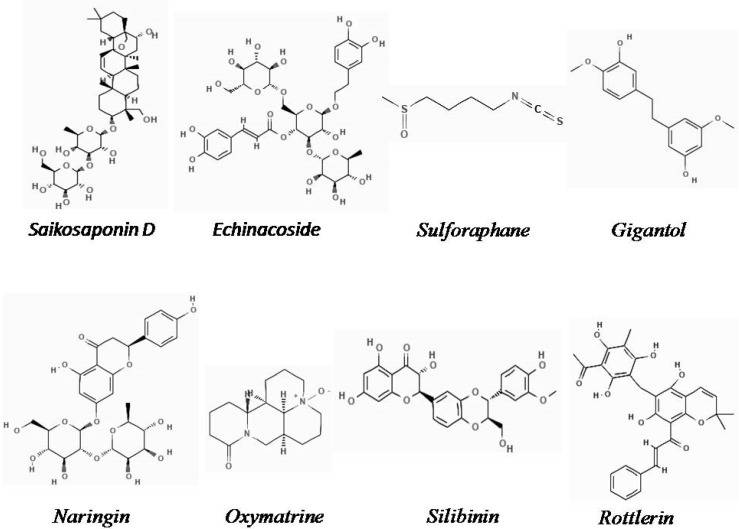 Saikosaponin D
Echinacoside
Sulforaphane
Gigantol
Naringin
Oxymatrine
Silibinin
Rottlerin